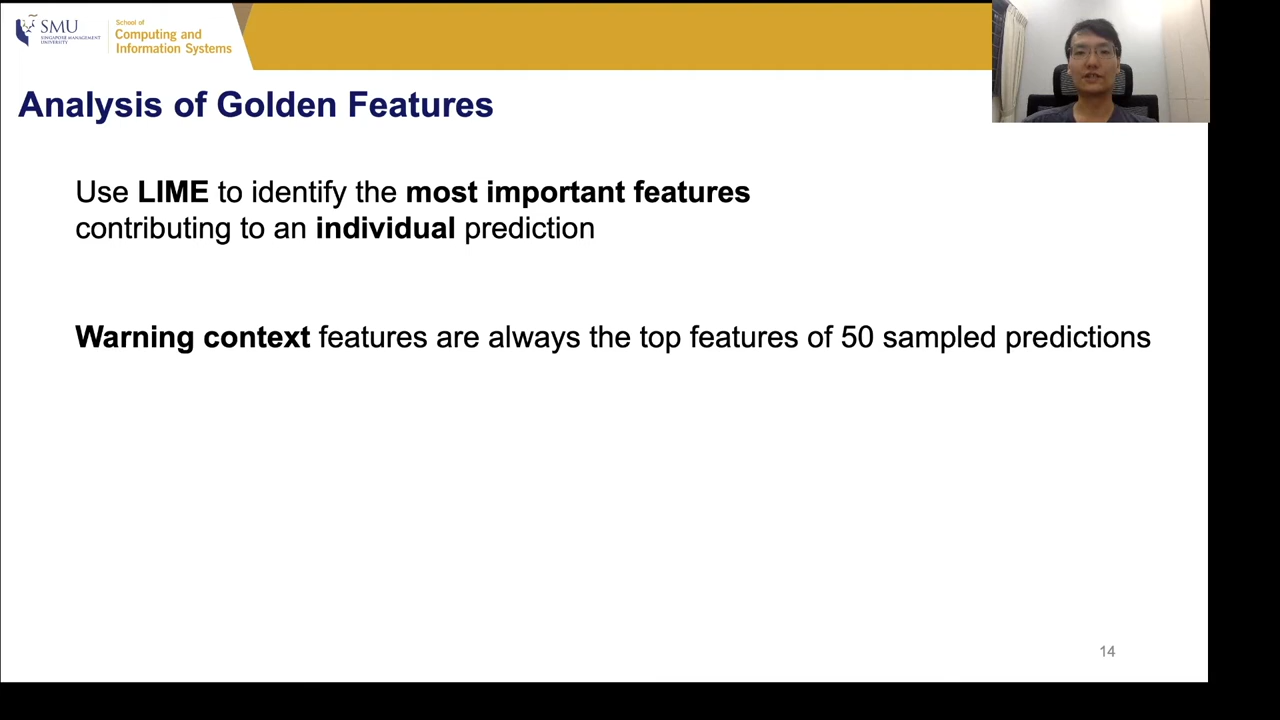 SMU
SINGAPORE MANAGEMENT
UNIVERSITY
School of
Computing and
Information Systems
Analysis of Golden Features
Use LIME to identify the most important features
contributing to an individual prediction
Warning context features are always the top features of 50 sampled predictions
14